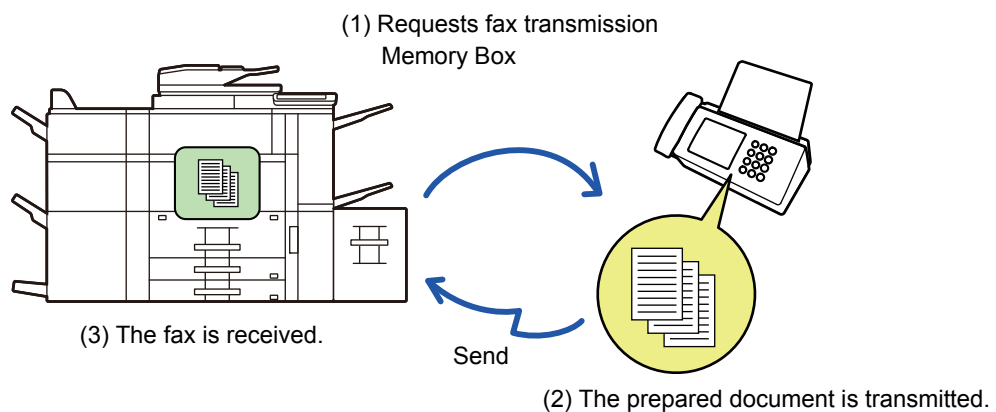 (1) Requests fax transmission
Memory Box
(3) The fax is received.
Send
(2) The prepared document is transmitted.